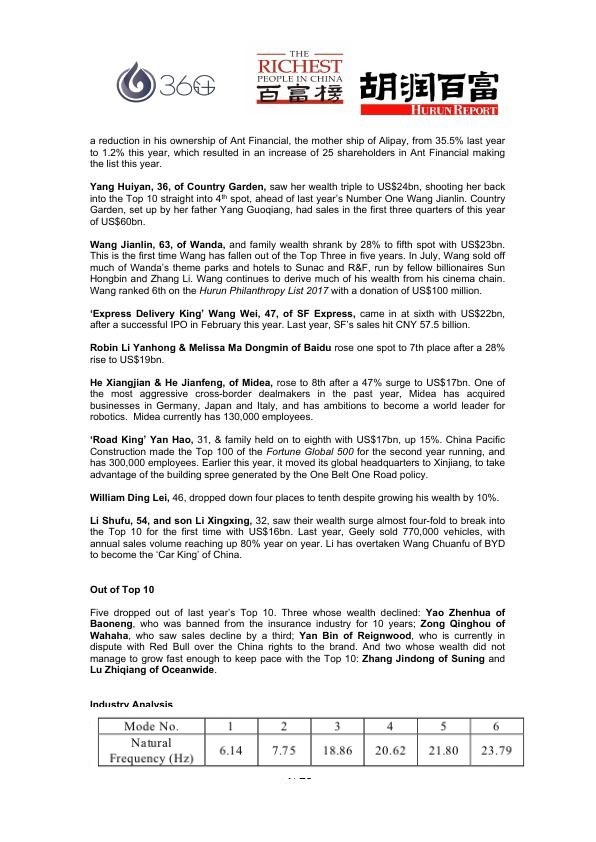 360
THE
RICHEST
PEOPLE IN CHINA
百富榜
胡润百富
HURUN REPORT
a reduction in his ownership of Ant Financial, the mother ship of Alipay, from 35.5% last year
to 1.2% this year, which resulted in an increase of 25 shareholders in Ant Financial making
the list this year.
Yang Huiyan, 36, of Country Garden, saw her wealth triple to US$24bn, shooting her back
into the Top 10 straight into 4th spot, ahead of last year's Number One Wang Jianlin. Country
Garden, set up by her father Yang Guoqiang, had sales in the first three quarters of this year
of US$60bn.
Wang Jianlin, 63, of Wanda, and family wealth shrank by 28% to fifth spot with US$23bn.
This is the first time Wang has fallen out of the Top Three in five years. In July, Wang sold off
much of Wanda's theme parks and hotels to Sunac and R&F, run by fellow billionaires Sun
Hongbin and Zhang Li. Wang continues to derive much of his wealth from his cinema chain.
Wang ranked 6th on the Hurun Philanthropy List 2017 with a donation of US$100 million.
'Express Delivery King' Wang Wei, 47, of SF Express, came in at sixth with US$22bn,
after a successful IPO in February this year. Last year, SF's sales hit CNY 57.5 billion.
Robin Li Yanhong & Melissa Ma Dongmin of Baidu rose one spot to 7th place after a 28%
rise to US$19bn.
He Xiangjian & He Jianfeng, of Midea, rose to 8th after a 47% surge to US$17bn. One of
the most aggressive cross-border dealmakers in the past year, Midea has acquired
businesses in Germany, Japan and Italy, and has ambitions to become a world leader for
robotics. Midea currently has 130,000 employees.
'Road King' Yan Hao, 31, & family held on to eighth with US$17bn, up 15%. China Pacific
Construction made the Top 100 of the Fortune Global 500 for the second year running, and
has 300,000 employees. Earlier this year, it moved its global headquarters to Xinjiang, to take
advantage of the building spree generated by the One Belt One Road policy.
William Ding Lei, 46, dropped down four places to tenth despite growing his wealth by 10%.
Li Shufu, 54, and son Li Xingxing, 32, saw their wealth surge almost four-fold to break into
the Top 10 for the first time with US$16bn. Last year, Geely sold 770,000 vehicles, with
annual sales volume reaching up 80% year on year. Li has overtaken Wang Chuanfu of BYD
to become the 'Car King' of China.
Out of Top 10
Five dropped out of last year's Top 10. Three whose wealth declined: Yao Zhenhua of
Baoneng, who was banned from the insurance industry for 10 years; Zong Qinghou of
Wahaha, who saw sales decline by a third; Yan Bin of Reignwood, who is currently in
dispute with Red Bull over the China rights to the brand. And two whose wealth did not
manage to grow fast enough to keep pace with the Top 10: Zhang Jindong of Suning and
Lu Zhiqiang of Oceanwide.
Industry Analysis
Mode No. 1 2 3 4 5 6
Natural
Frequency (Hz) 6.14 7.75 18.86 20.62 21.80 23.79